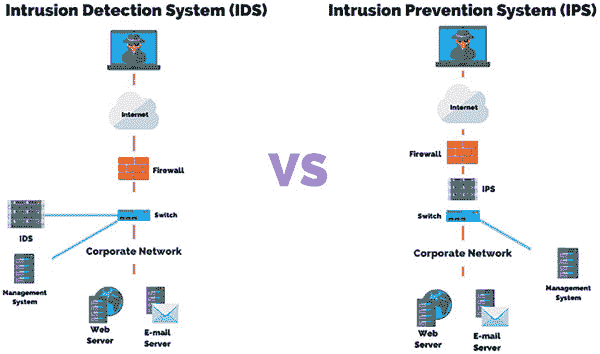 Intrusion Detection System (IDS)
Internet
Firewall
Switch
IDS
Corporate Network
Management
System
Web
Server
E-mail
Server
VS
Intrusion Prevention System (IPS)
Internet
Firewall
IPS
Switch
Corporate Network
Management
System
Web
Server
E-mail
Server